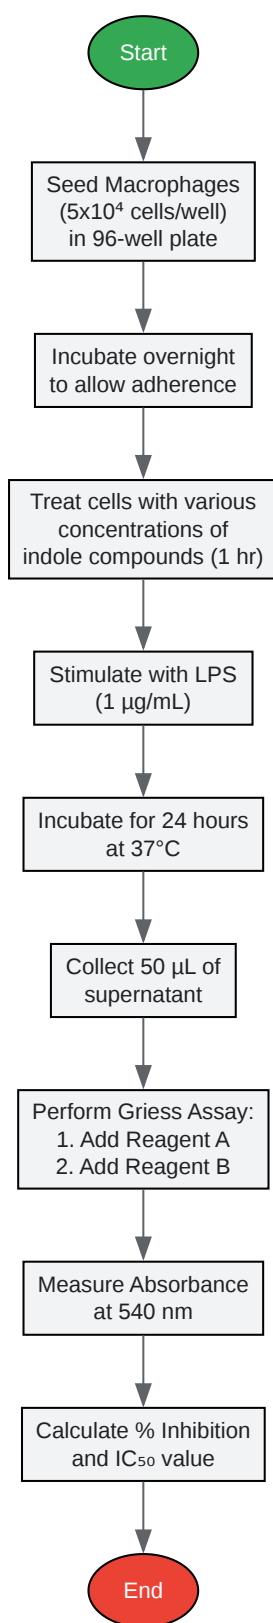 Start
Seed Macrophages
(5x10⁴ cells/well)
in 96-well plate
Incubate overnight
to allow adherence
Treat cells with various
concentrations of
indole compounds (1 hr)
Stimulate with LPS
(1 µg/mL)
Incubate for 24 hours
at 37°C
Collect 50 µL of
supernatant
Perform Griess Assay:
1. Add Reagent A
2. Add Reagent B
Measure Absorbance
at 540 nm
Calculate % Inhibition
and IC₅₀ value
End